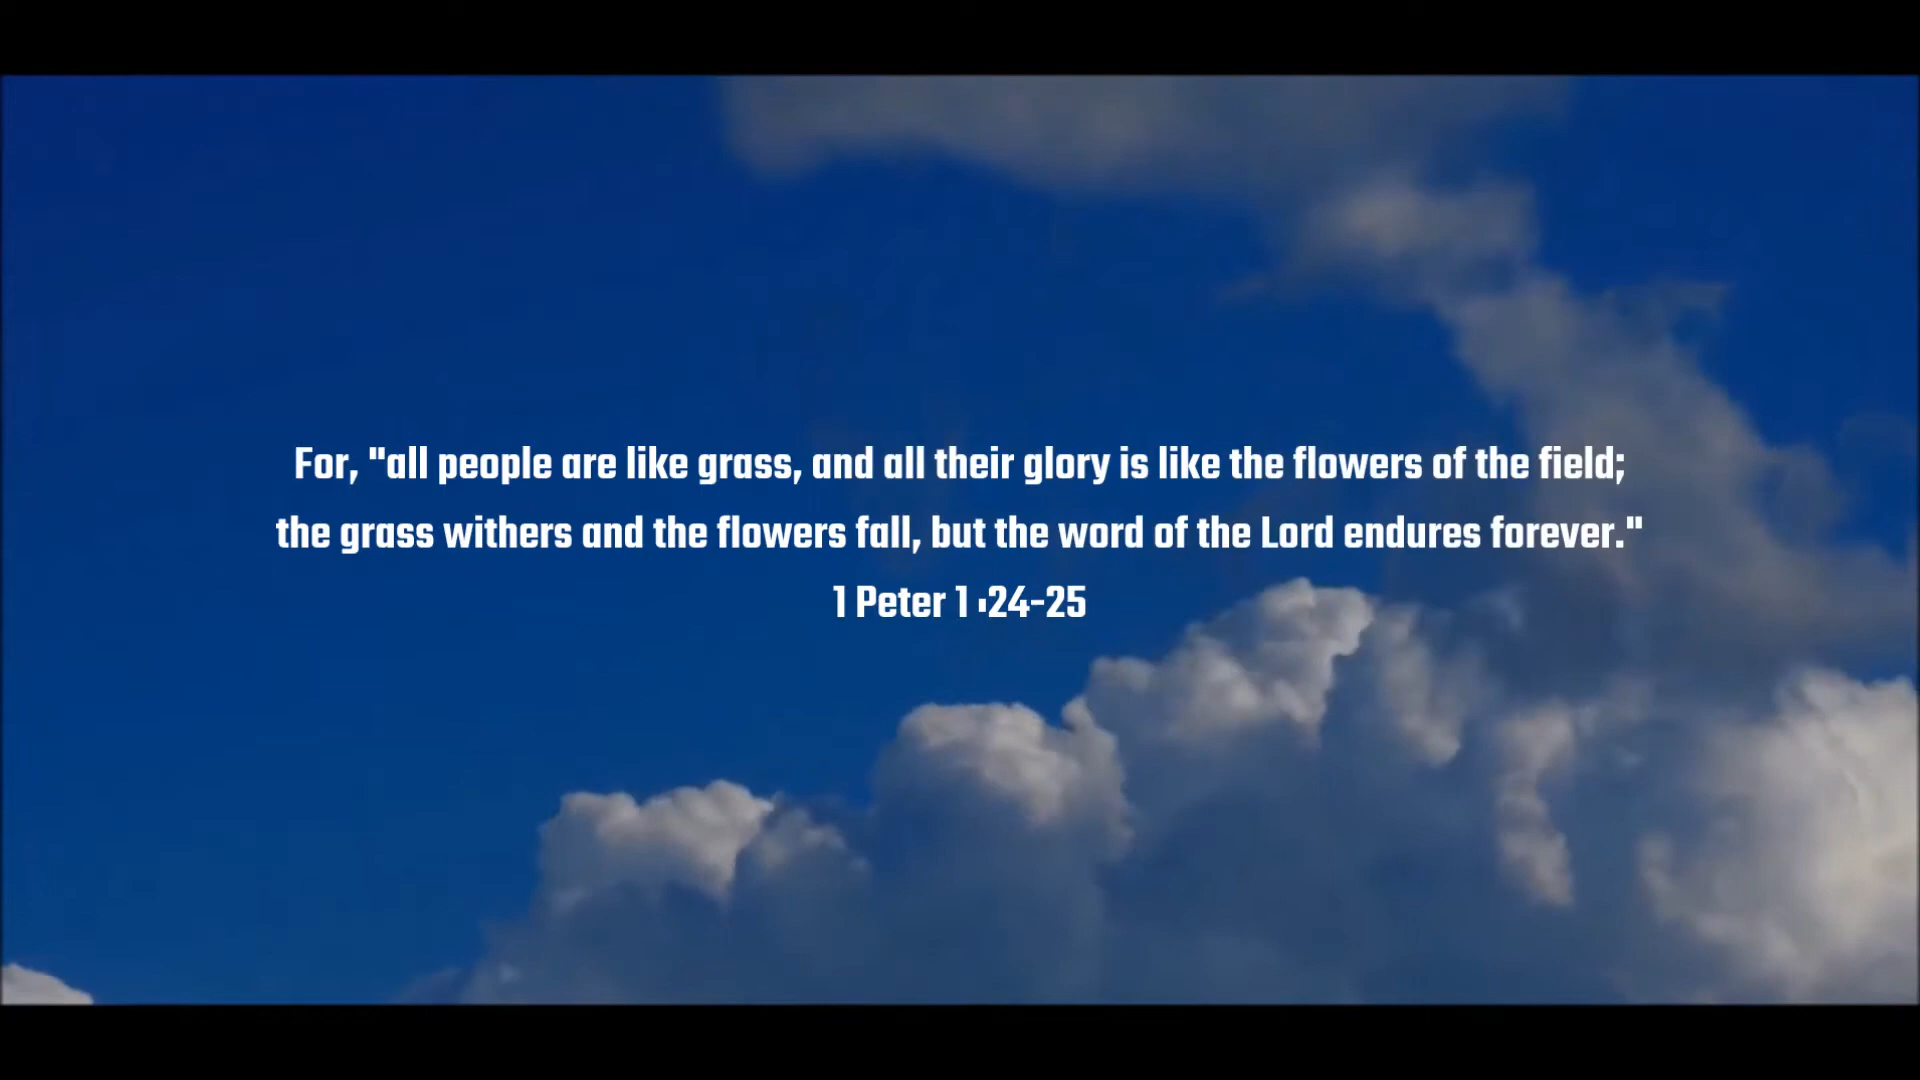 For, "all people are like grass, and all their glory is like the flowers of the field;
the grass withers and the flowers fall, but the word of the Lord endures forever."
1 Peter 1 :24-25